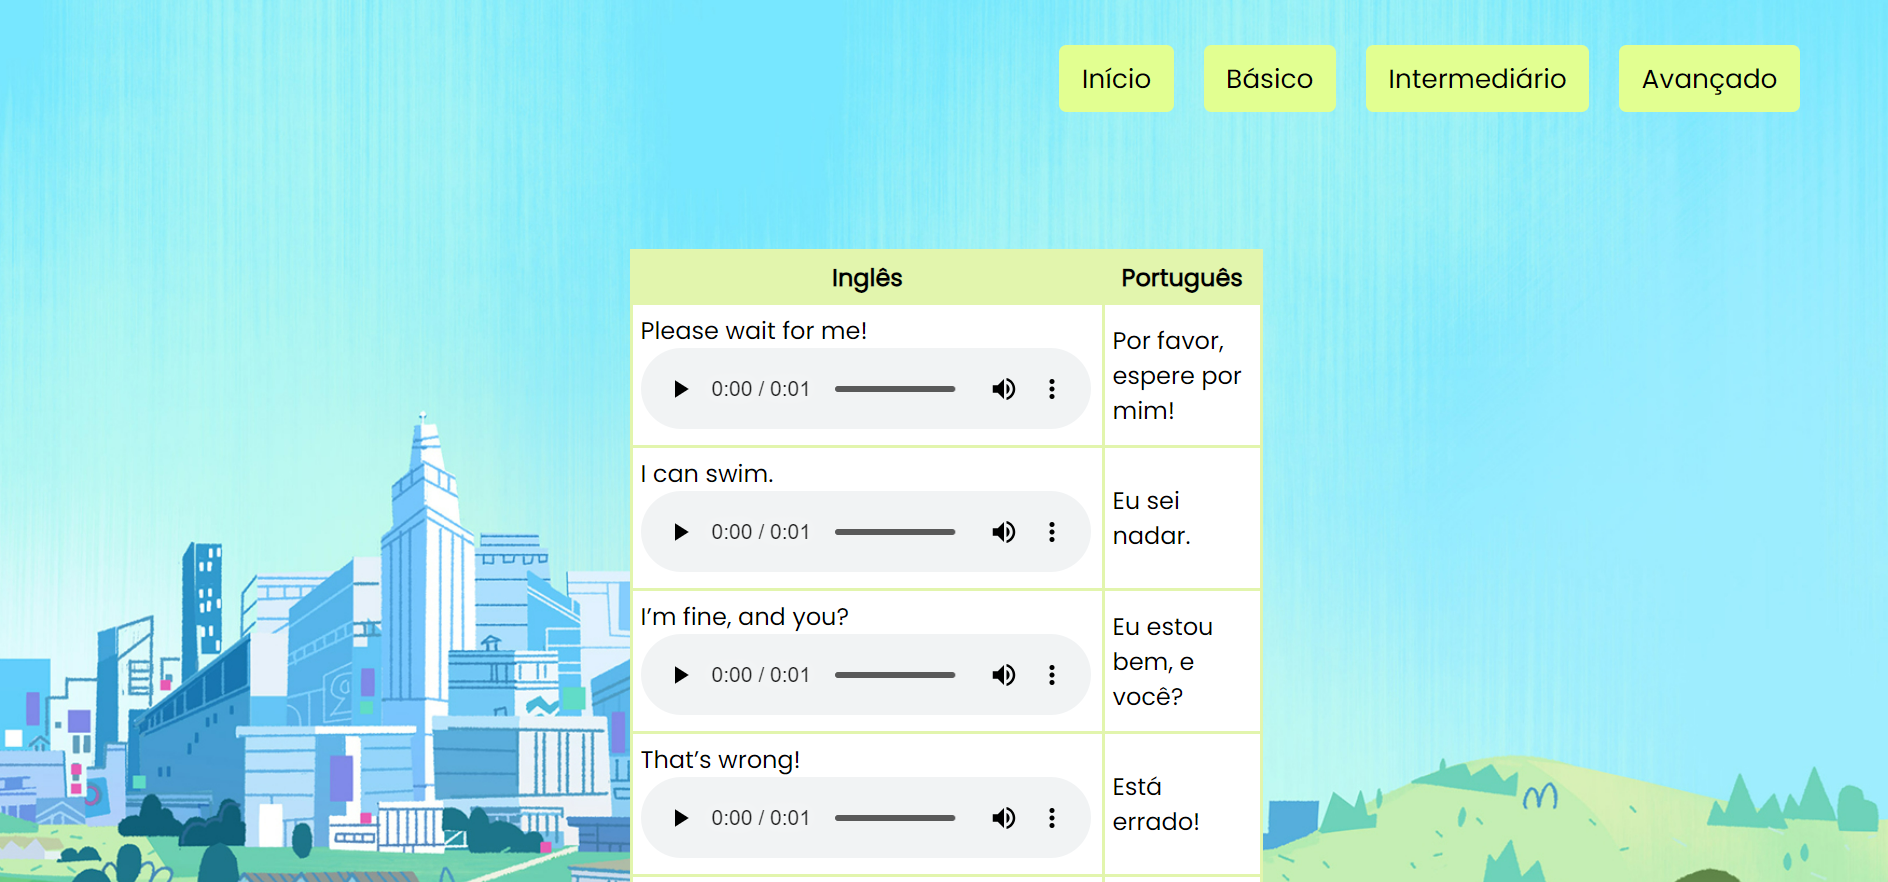 Início Básico Intermediário Avançado
Inglês Português
Please wait for me!
0:00 / 0:01
Por favor,
espere por
mim!
I can swim.
0:00 / 0:01
Eu sei
nadar.
I’m fine, and you?
0:00 / 0:01
Eu estou
bem, e
você?
That’s wrong!
0:00 / 0:01
Está
errado!